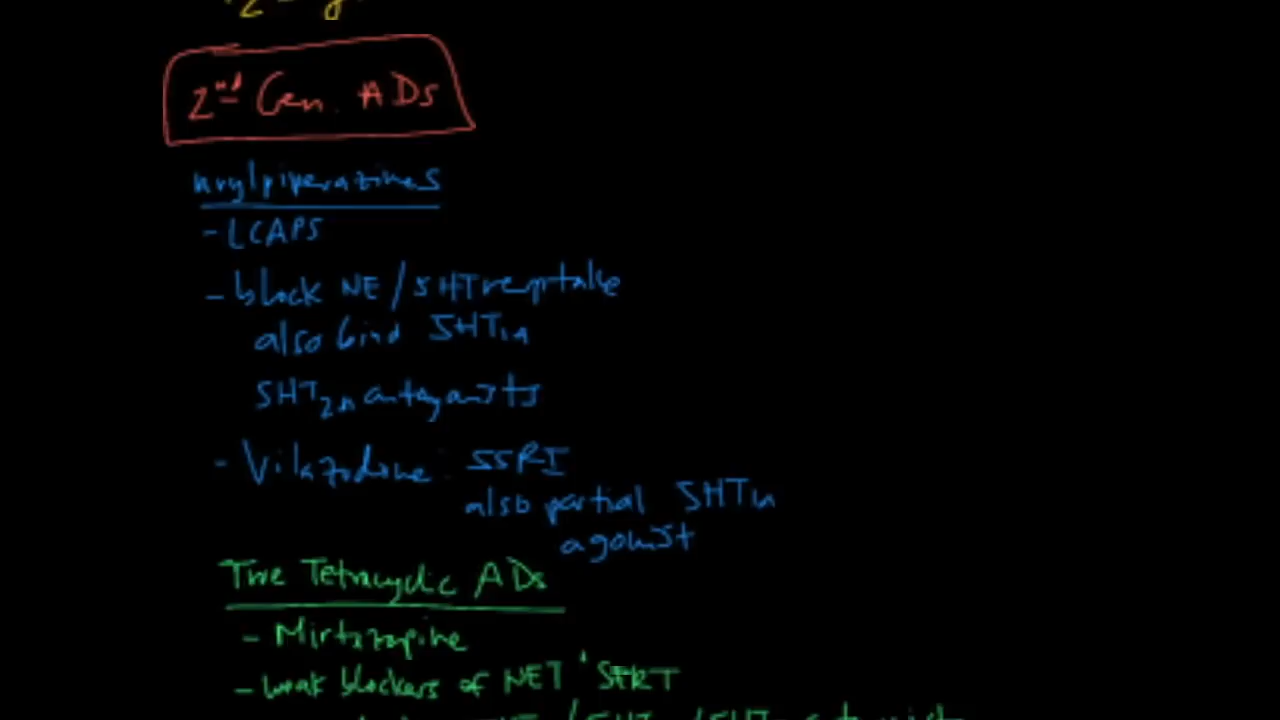 2nd Gen. ADs
arylpiperazines
- LCAPS
- block NE/5HT reuptake
also bind 5HT1A
5HT2A antagonists
- Vilazodone: SSRI
also partial 5HT1A
agonist
The Tetracyclic ADs
- Mirtazapine
- weak blockers of NET SERT